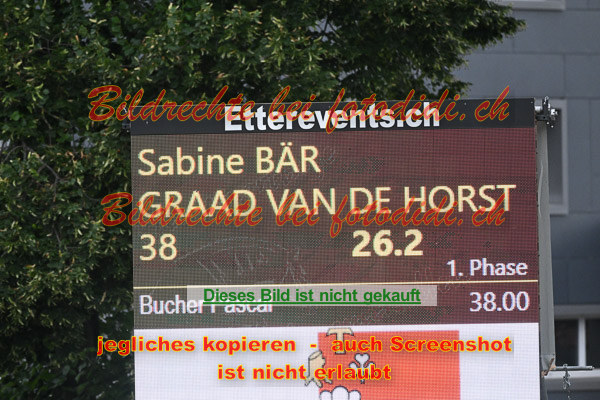 Bildrechte bei fotodidi.ch
Etterevents.ch
Sabine BÄR
GRAAD VAN DE HORST
Bildrechte bei fotodidi.ch
38 26.2
1. Phase
Dieses Bild ist nicht gekauft
Bucher Pascal 38.00
jegliches kopieren - auch Screenshot
ist nicht erlaubt